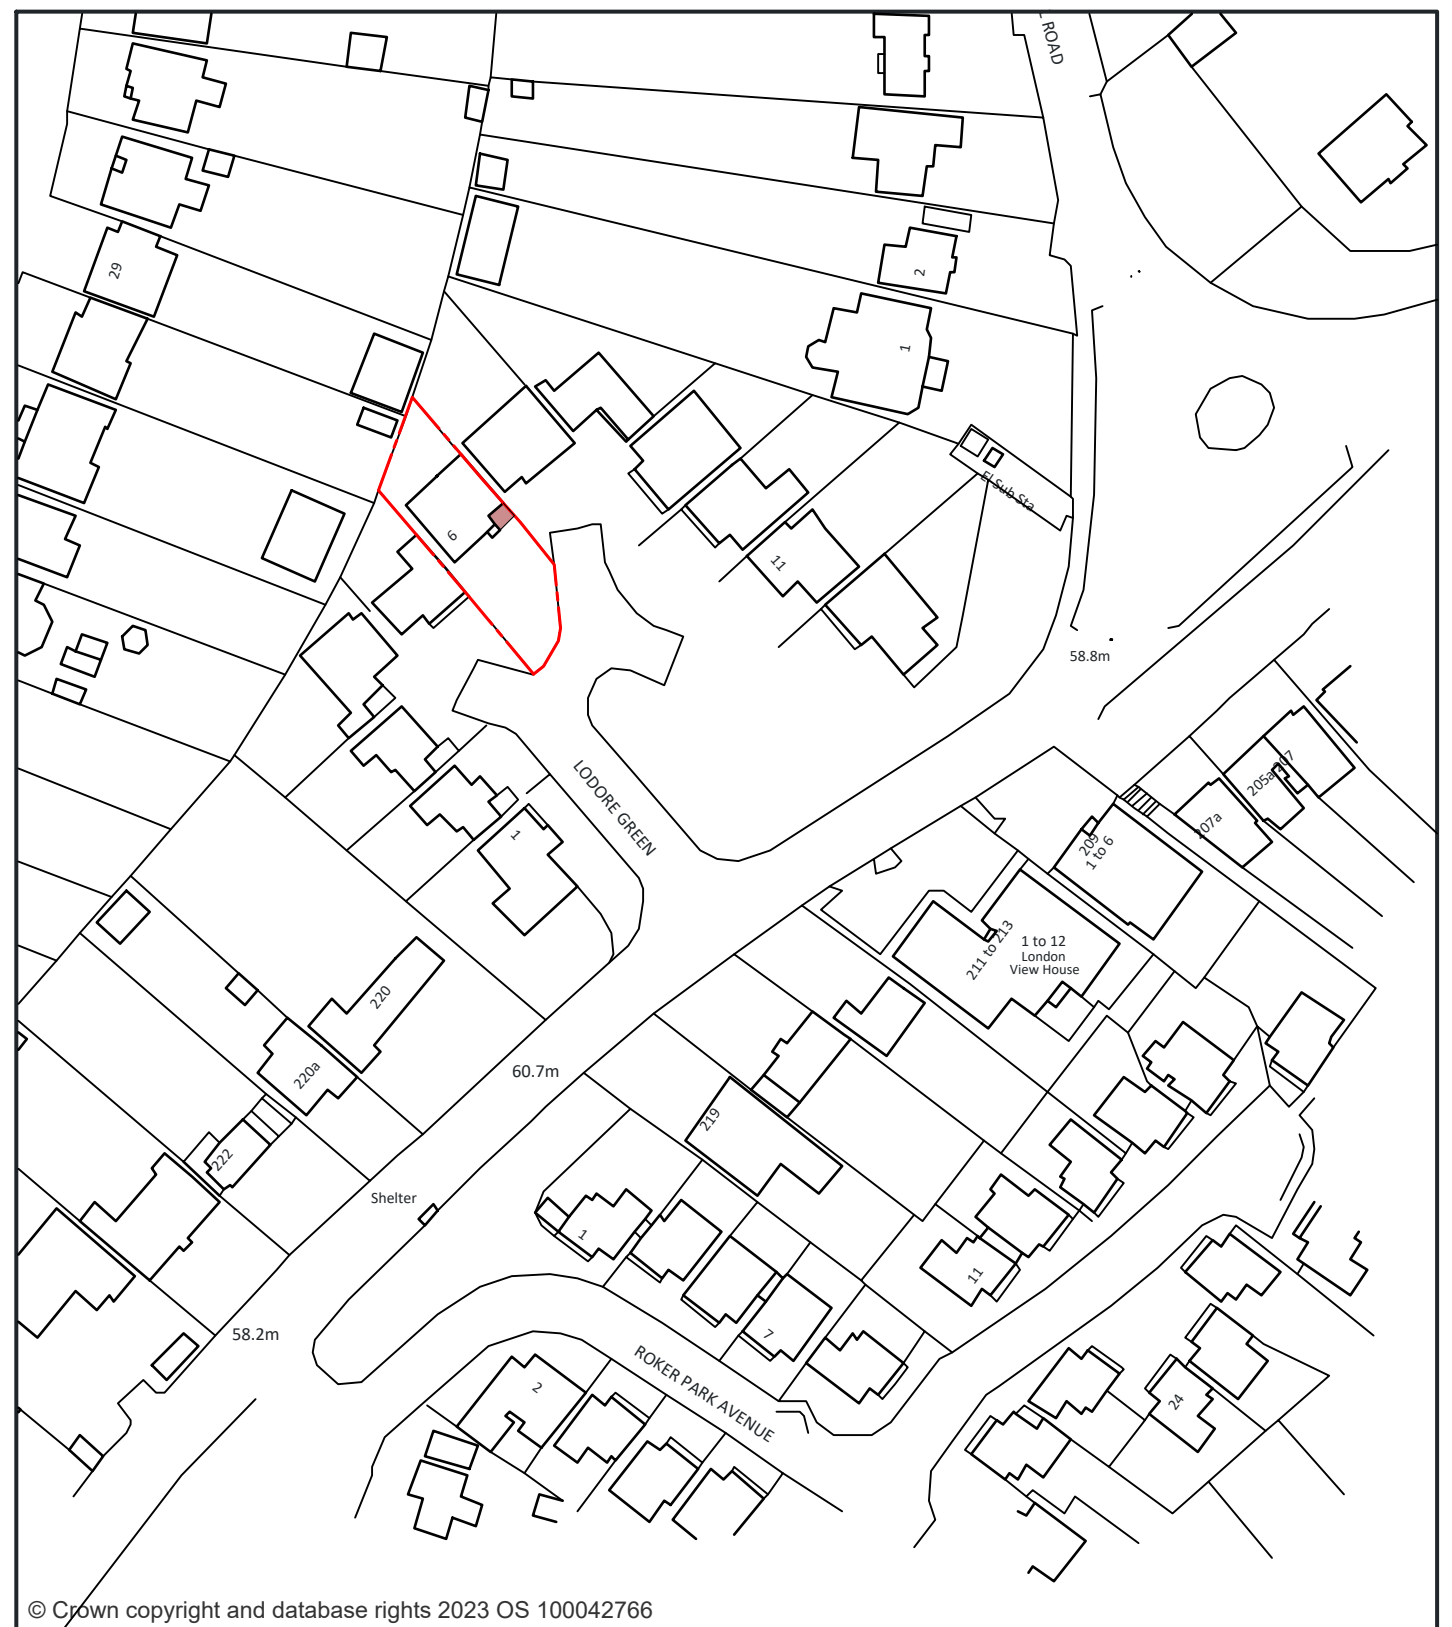 L ROAD
29
2
1
6
El Sub Sta
11
58.8m
LODORE GREEN
1
205a
207
207a
209
1 to 6
211 to 213
1 to 12
London
View House
220
220a
60.7m
219
222
Shelter
1
11
7
58.2m
ROKER PARK AVENUE
2
24
© Crown copyright and database rights 2023 OS 100042766